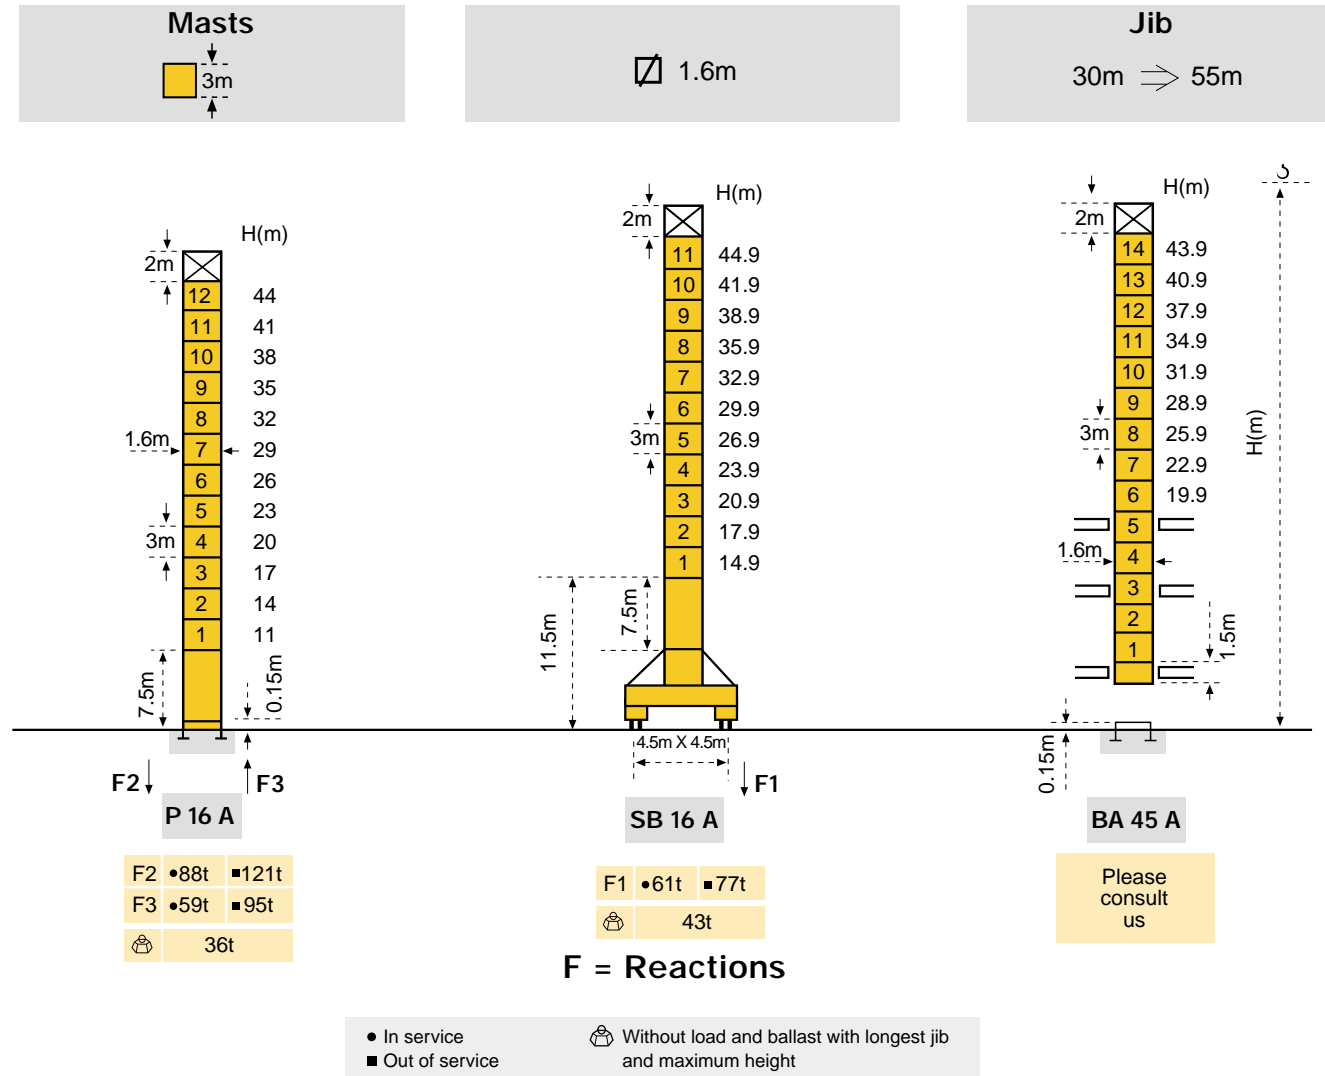 Masts
3m
1.6m
Jib
30m 55m
H(m)
2m
12 44
11 41
10 38
9 35
8 32
1.6m 7 29
6 26
5 23
3m 4 20
3 17
2 14
1 11
7.5m
0.15m
F2 F3
P 16 A
F2 ●88t ■121t
F3 ●59t ■95t
36t
H(m)
2m
11 44.9
10 41.9
9 38.9
8 35.9
7 32.9
6 29.9
3m 5 26.9
4 23.9
3 20.9
2 17.9
1 14.9
11.5m
7.5m
4.5m X 4.5m
F1
SB 16 A
F1 ●61t ■77t
43t
H(m)
2m
14 43.9
13 40.9
12 37.9
11 34.9
10 31.9
9 28.9
3m 8 25.9
7 22.9
6 19.9
5
1.6m 4
3
2
1
1.5m
0.15m
H(m)
BA 45 A
Please
consult
us
F = Reactions
● In service
■ Out of service
Without load and ballast with longest jib
and maximum height